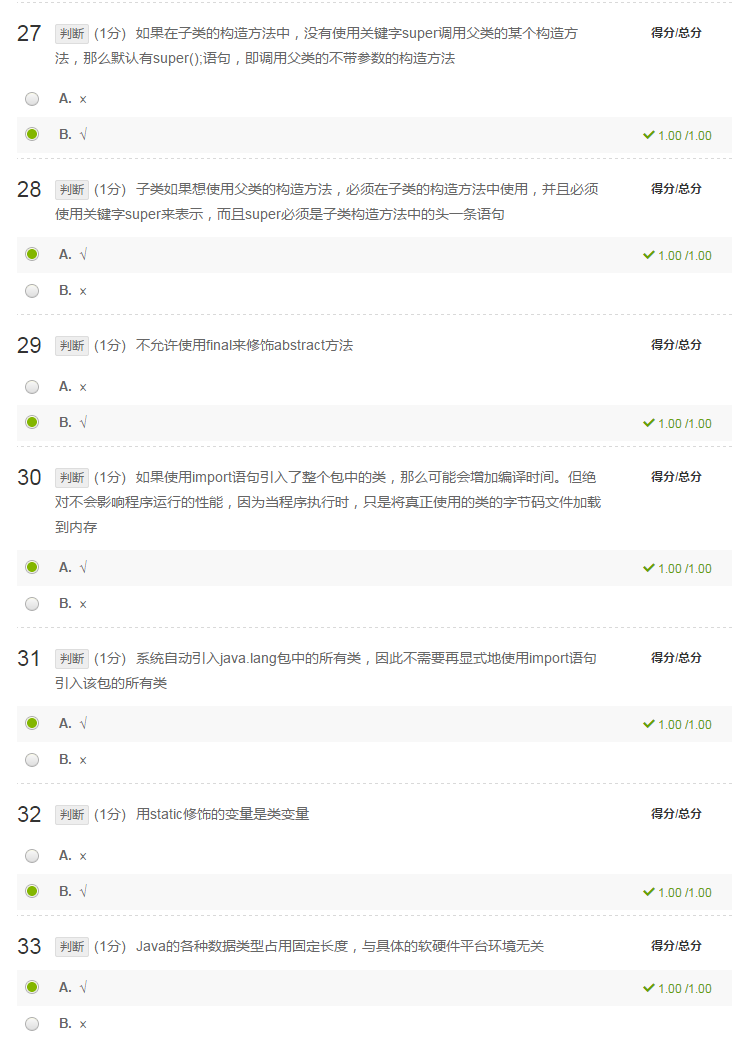 27 判断 (1分) 如果在子类的构造方法中，没有使用关键字super调用父类的某个构造方 得分/总分
法，那么默认有super();语句，即调用父类的不带参数的构造方法
A. ×
B. √ 1.00 /1.00
28 判断 (1分) 子类如果想使用父类的构造方法，必须在子类的构造方法中使用，并且必须 得分/总分
使用关键字super来表示，而且super必须是子类构造方法中的头一条语句
A. √ 1.00 /1.00
B. ×
29 判断 (1分) 不允许使用final来修饰abstract方法 得分/总分
A. ×
B. √ 1.00 /1.00
30 判断 (1分) 如果使用import语句引入了整个包中的类，那么可能会增加编译时间。但绝 得分/总分
对不会影响程序运行的性能，因为当程序执行时，只是将真正使用的类的字节码文件加载
到内存
A. √ 1.00 /1.00
B. ×
31 判断 (1分) 系统自动引入java.lang包中的所有类，因此不需要再显式地使用import语句 得分/总分
引入该包的所有类
A. √ 1.00 /1.00
B. ×
32 判断 (1分) 用static修饰的变量是类变量 得分/总分
A. ×
B. √ 1.00 /1.00
33 判断 (1分) Java的各种数据类型占用固定长度，与具体的软硬件平台环境无关 得分/总分
A. √ 1.00 /1.00
B. ×